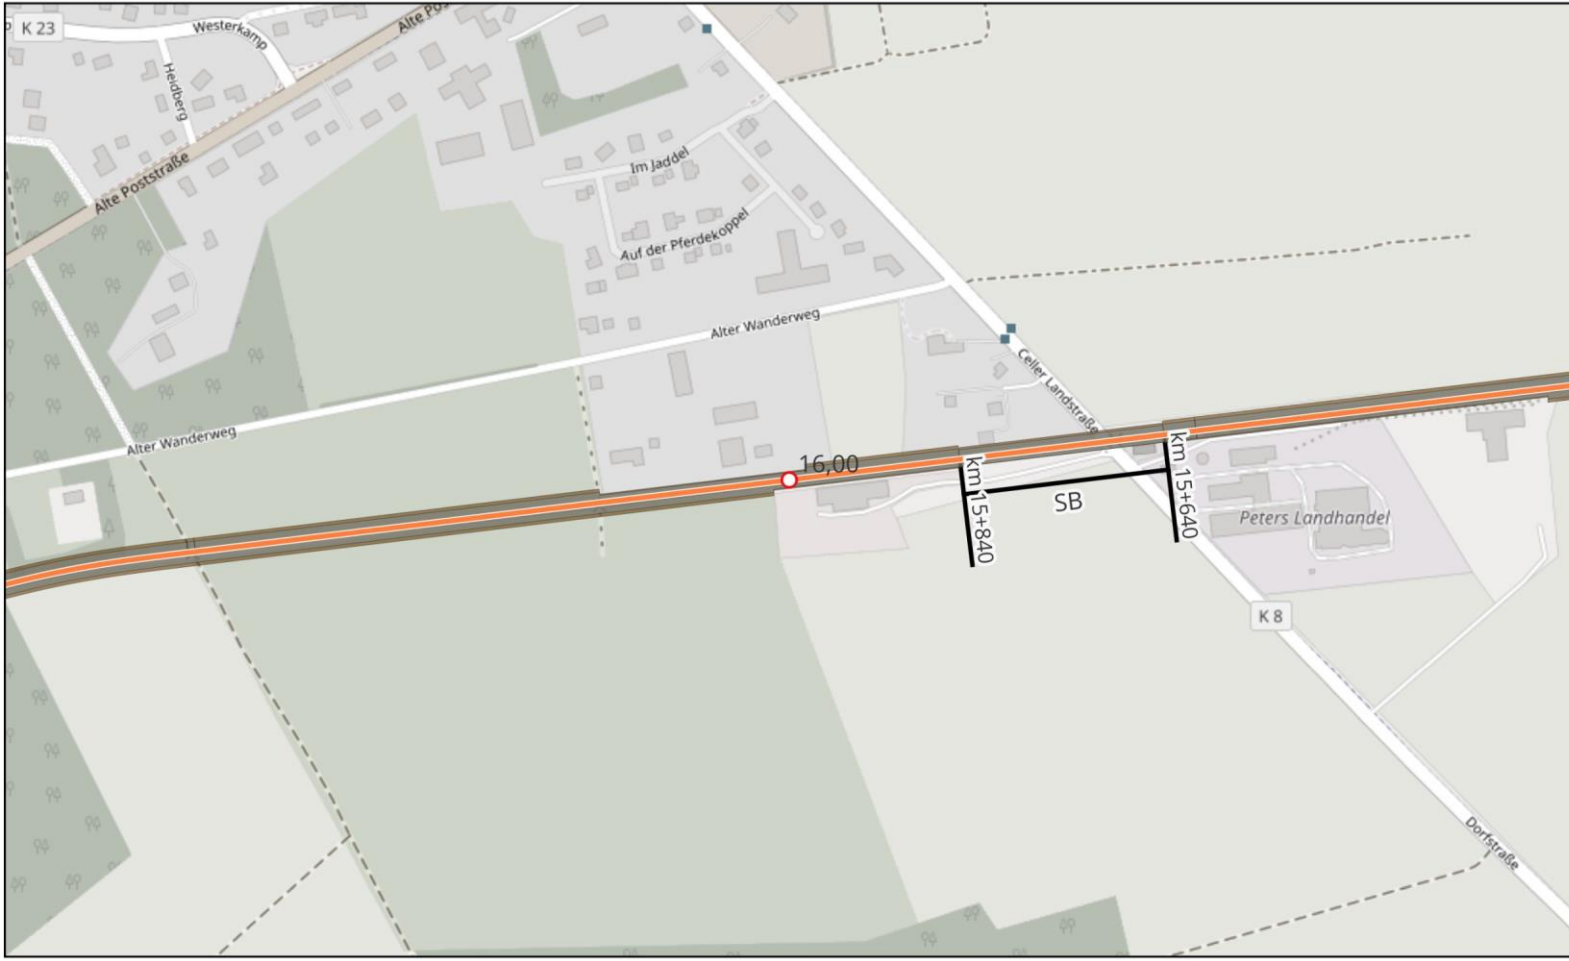 K 23
Westerkamp
Alte Pos
Heidberg
Alte Poststraße
Im Jaddel
Auf der Pferdekoppel
Alter Wanderweg
Celler Landstraße
Alter Wanderweg
16,00
km 15+840
SB
km 15+640
Peters Landhandel
K 8
Dorfstraße